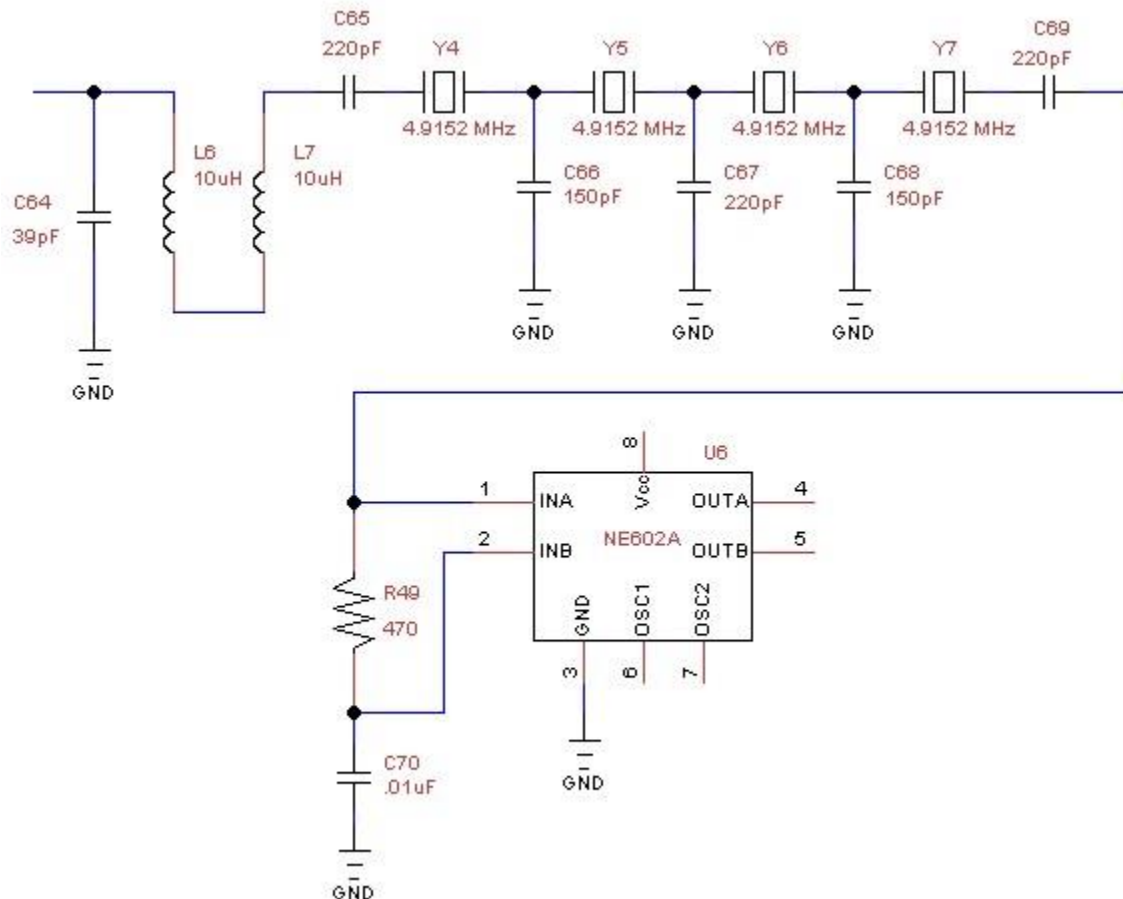 C65
220pF
Y4
Y5
Y6
Y7
C69
220pF
4.9152 MHz
4.9152 MHz
4.9152 MHz
4.9152 MHz
L6
10uH
L7
10uH
C64
39pF
C66
150pF
C67
220pF
C68
150pF
GND
GND
GND
GND
8
U6
1
INA
Vcc
OUTA
4
2
INB
NE602A
OUTB
5
R49
470
GND
OSC1
OSC2
3
6
7
C70
.01uF
GND
GND